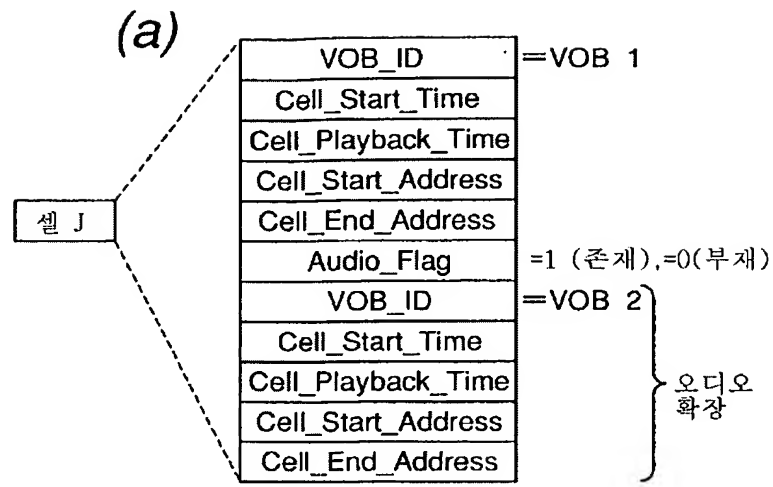 (a)
VOB_ID =VOB 1
Cell_Start_Time
Cell_Playback_Time
Cell_Start_Address
셀 J
Cell_End_Address
Audio_Flag =1 (존재),=0(부재)
VOB_ID =VOB 2
Cell_Start_Time
Cell_Playback_Time
오디오
확장
Cell_Start_Address
Cell_End_Address